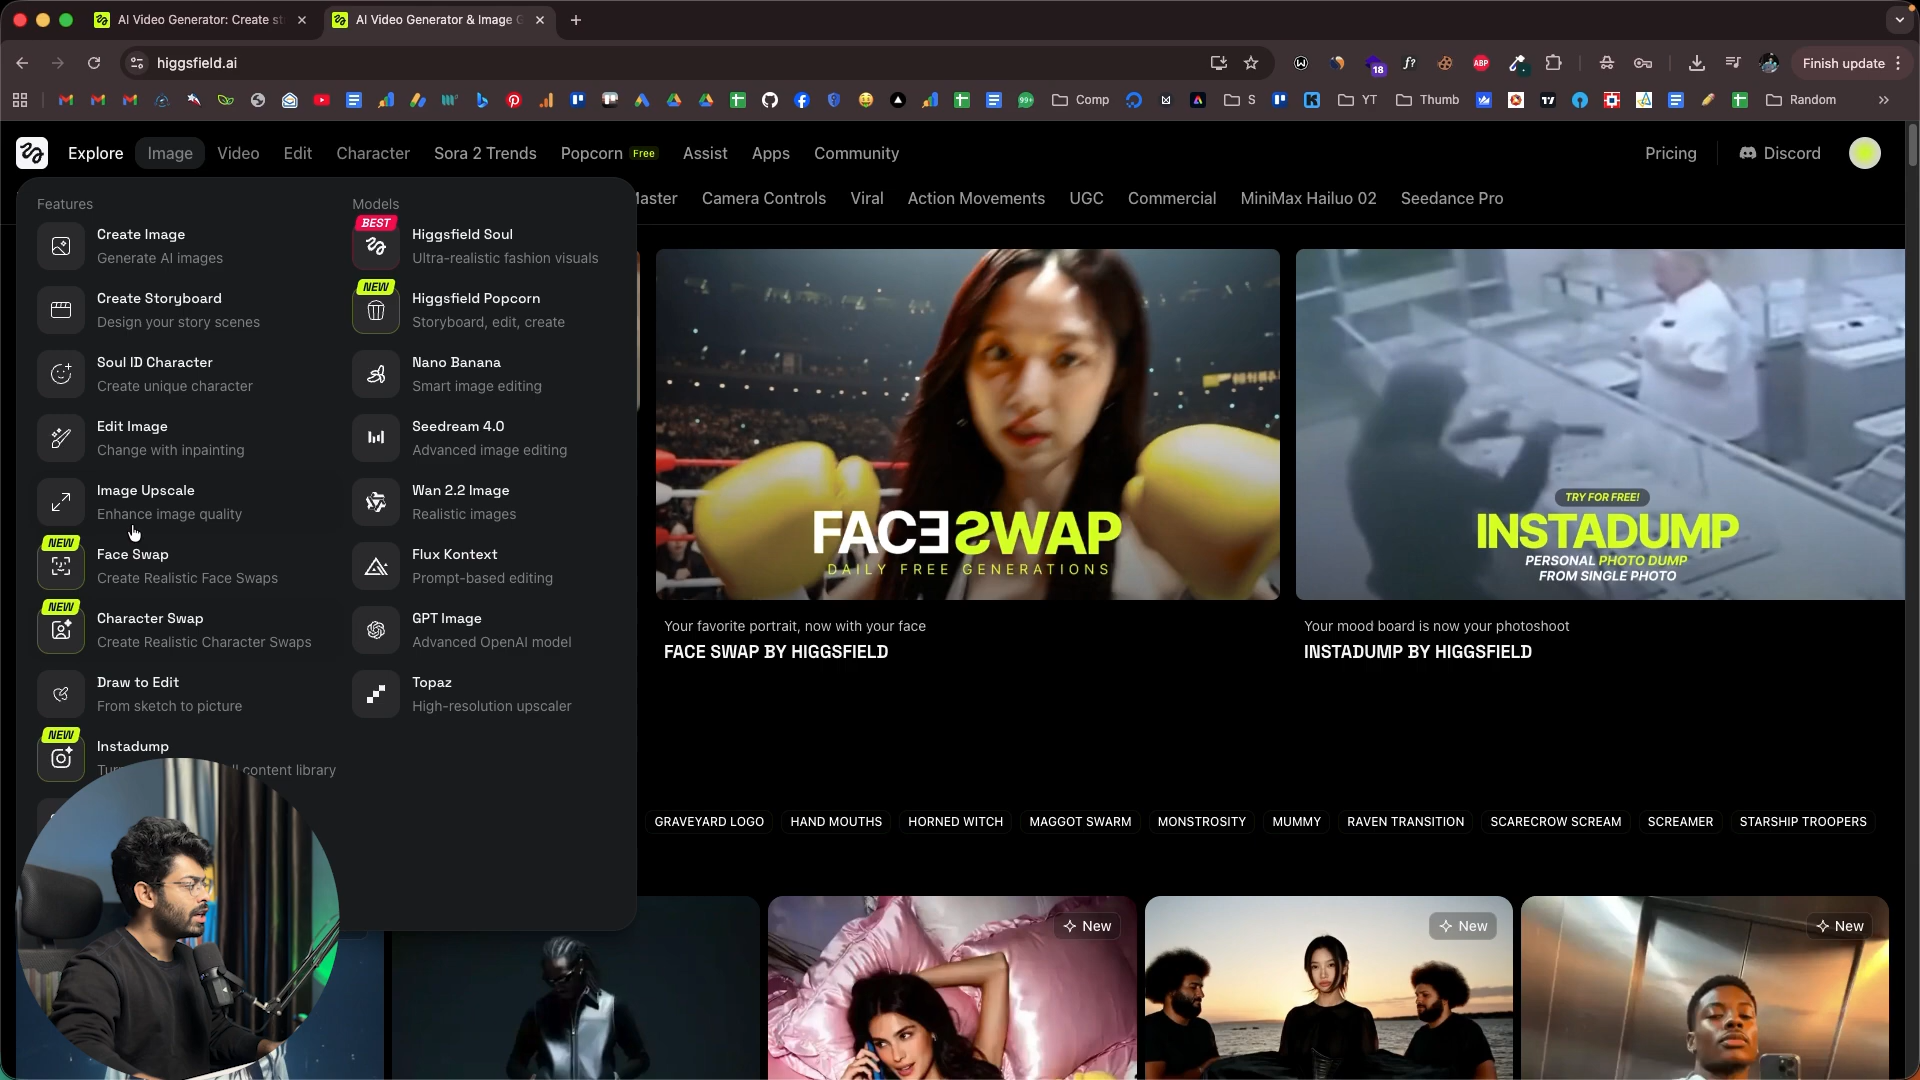 AI Video Generator: Create st
AI Video Generator & Image G
higgsfield.ai
18
f?
ABP
Finish update
99+
Comp
S
YT
Thumb
Random
Explore
Image
Video
Edit
Character
Sora 2 Trends
Popcorn
Free
Assist
Apps
Community
Pricing
Discord
Master
Camera Controls
Viral
Action Movements
UGC
Commercial
MiniMax Hailuo 02
Seedance Pro
Features
Create Image
Generate AI images
Create Storyboard
Design your story scenes
Soul ID Character
Create unique character
Edit Image
Change with inpainting
Image Upscale
Enhance image quality
NEW
Face Swap
Create Realistic Face Swaps
NEW
Character Swap
Create Realistic Character Swaps
Draw to Edit
From sketch to picture
NEW
Instadump
content library
Models
BEST
Higgsfield Soul
Ultra-realistic fashion visuals
NEW
Higgsfield Popcorn
Storyboard, edit, create
Nano Banana
Smart image editing
Seedream 4.0
Advanced image editing
Wan 2.2 Image
Realistic images
Flux Kontext
Prompt-based editing
GPT Image
Advanced OpenAI model
Topaz
High-resolution upscaler
FACE SWAP
DAILY FREE GENERATIONS
Your favorite portrait, now with your face
FACE SWAP BY HIGGSFIELD
TRY FOR FREE!
INSTADUMP
PERSONAL PHOTO DUMP
FROM SINGLE PHOTO
Your mood board is now your photoshoot
INSTADUMP BY HIGGSFIELD
GRAVEYARD LOGO
HAND MOUTHS
HORNED WITCH
MAGGOT SWARM
MONSTROSITY
MUMMY
RAVEN TRANSITION
SCARECROW SCREAM
SCREAMER
STARSHIP TROOPERS
New
New
New